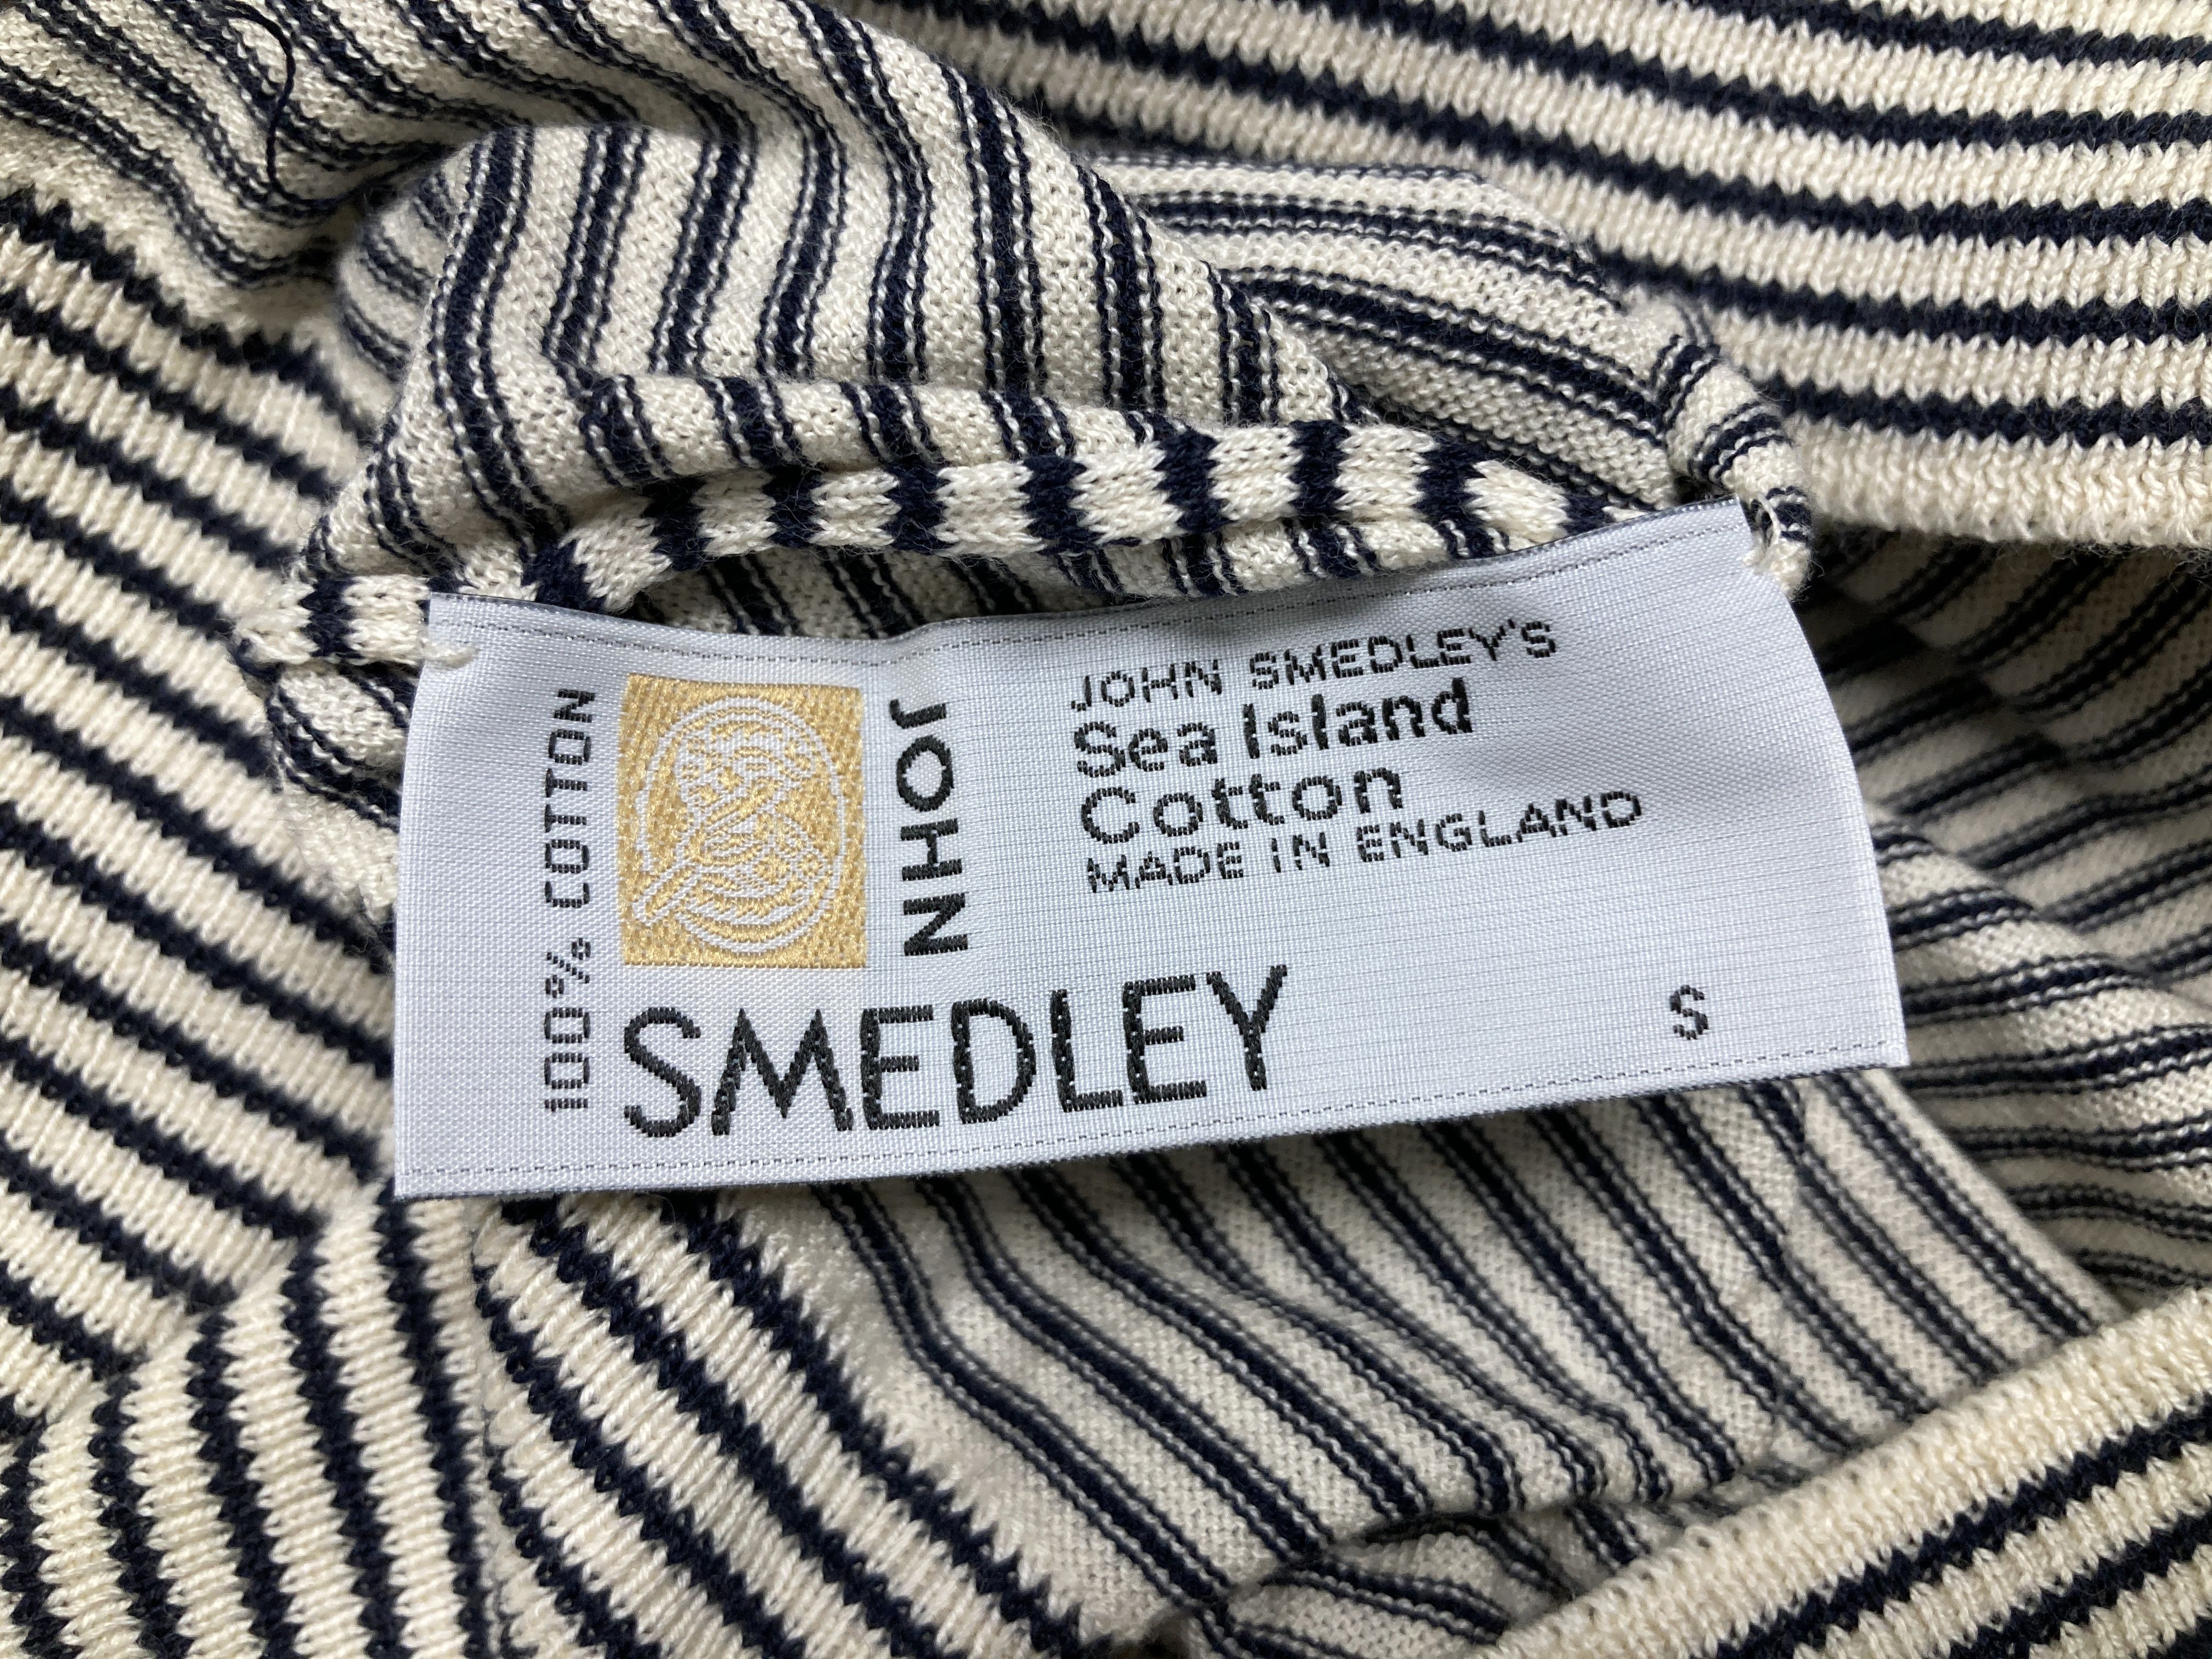 100% COTTON
JOHN
SMEDLEY
JOHN SMEDLEY'S
Sea Island
Cotton
MADE IN ENGLAND
S